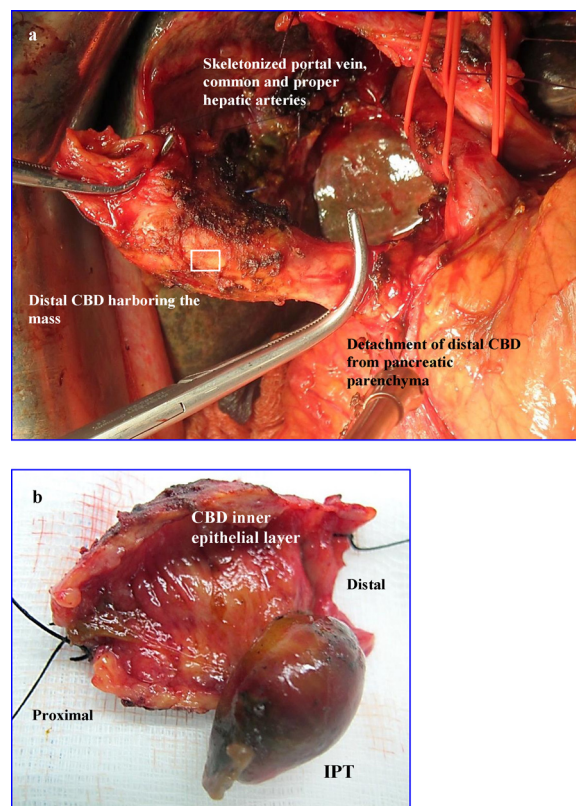 a
Skeletonized portal vein,
common and proper
hepatic arteries
Distal CBD harboring the
mass
Detachment of distal CBD
from pancreatic
parenchyma
b
CBD inner
epithelial layer
Distal
Proximal
IPT